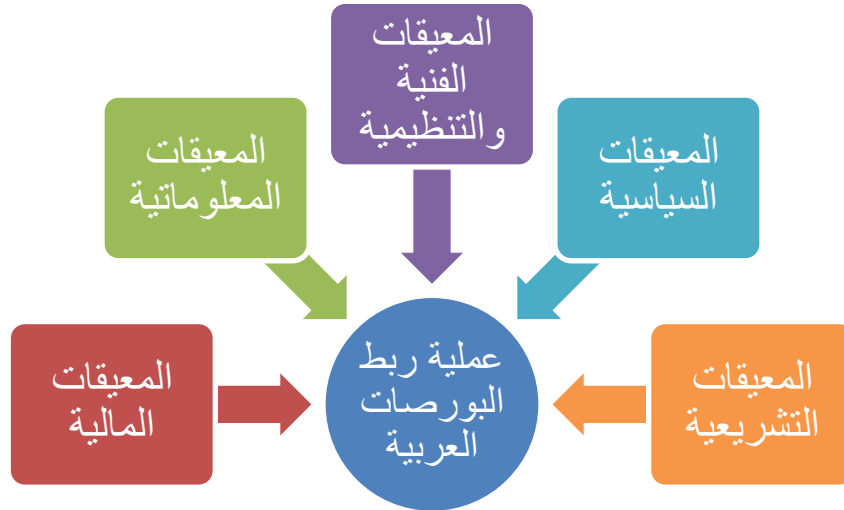 المعيقات
الفنية
والتنظيمية
المعيقات
السياسية
المعيقات
المعلوماتية
المعيقات
التشريعية
عملية ربط
البورصات
العربية
المعيقات
المالية